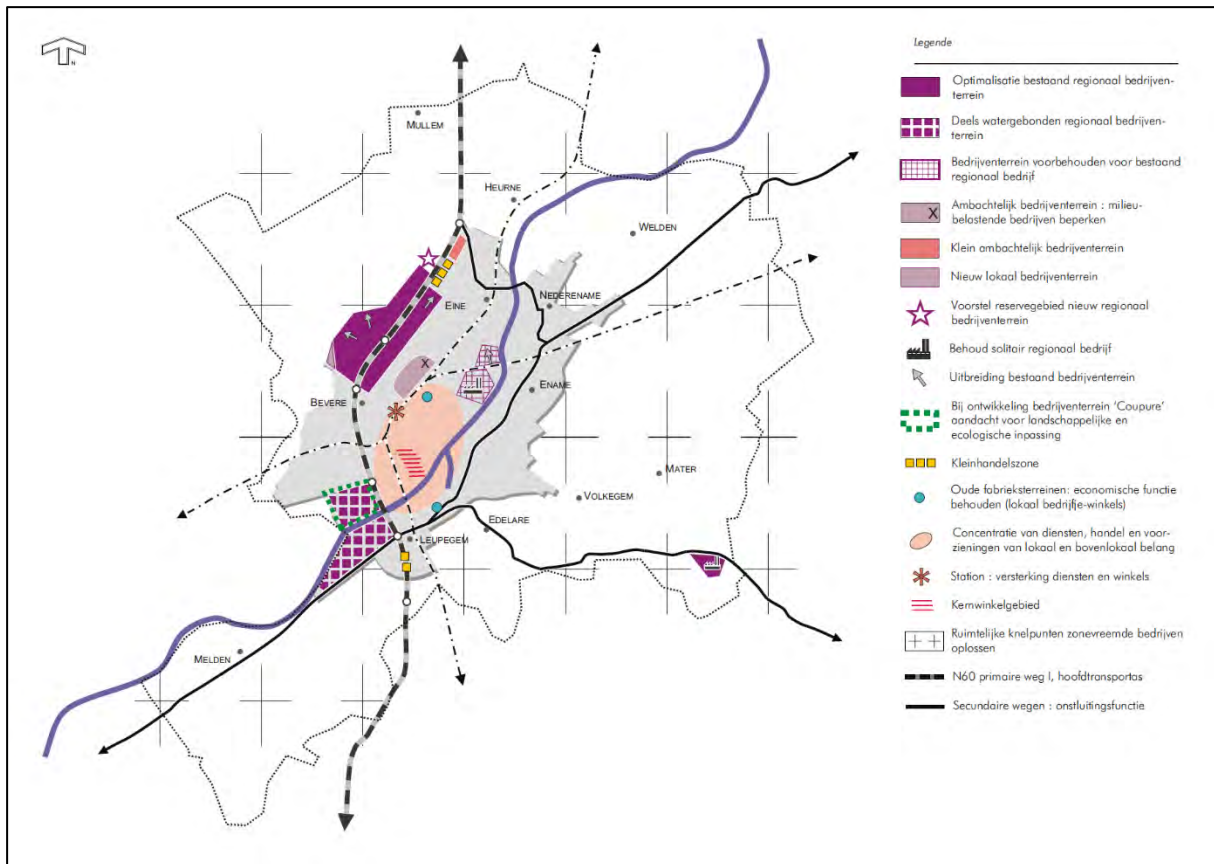 N
MULLEM
HEURNE
WELDEN
EINE
NEDERENAME
X
BEVERE
ENAME
MATER
VOLKEGEM
EDELARE
LEUPEGEM
MELDEN
Legende
Optimalisatie bestaand regionaal bedrijven-
terrein
Deels watergebonden regionaal bedrijven-
terrein
Bedrijventerrein voorbehouden voor bestaand
regionaal bedrijf
X
Ambachtelijk bedrijventerrein : milieu-
belastende bedrijven beperken
Klein ambachtelijk bedrijventerrein
Nieuw lokaal bedrijventerrein
Voorstel reservegebied nieuw regionaal
bedrijventerrein
Behoud solitair regionaal bedrijf
Uitbreiding bestaand bedrijventerrein
Bij ontwikkeling bedrijventerrein 'Coupure'
aandacht voor landschappelijke en
ecologische inpassing
Kleinhandelszone
Oude fabrieksterreinen: economische functie
behouden (lokaal bedrijfje-winkels)
Concentratie van diensten, handel en voor-
zieningen van lokaal en bovenlokaal belang
Station : versterking diensten en winkels
Kernwinkelgebied
Ruimtelijke knelpunten zonevreemde bedrijven
oplossen
N60 primaire weg I, hoofdtransportas
Secundaire wegen : onstluitingsfunctie